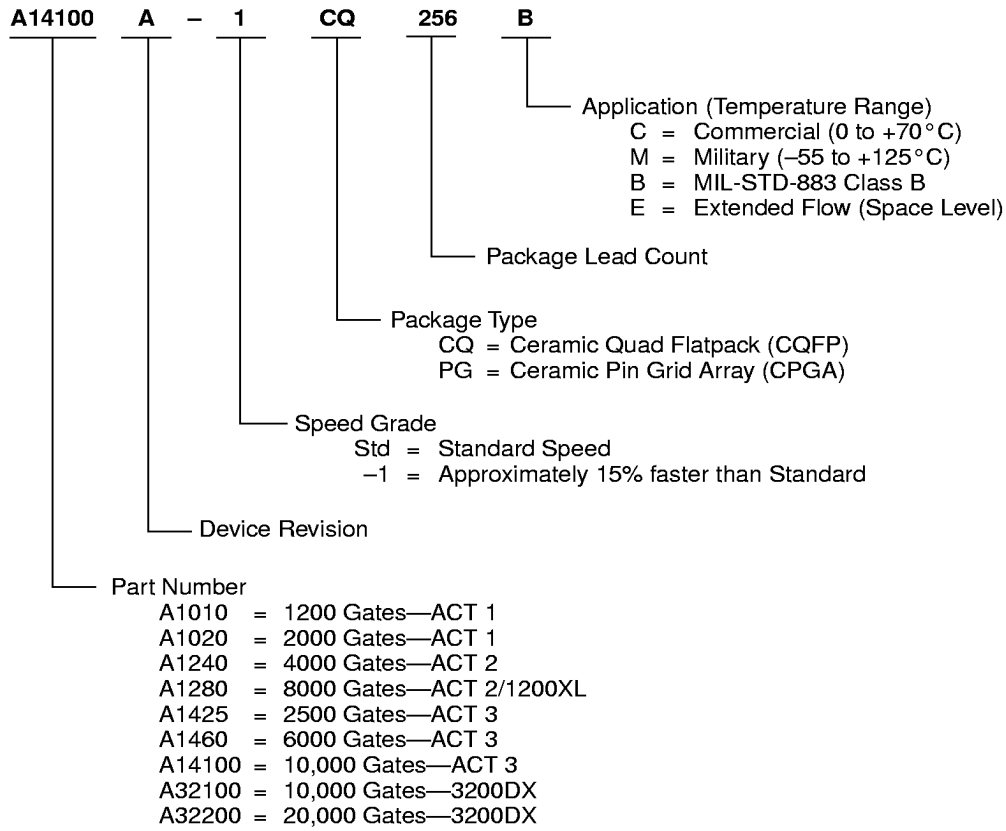 A14100 A – 1 CQ 256 B
Application (Temperature Range)
C = Commercial (0 to +70°C)
M = Military (–55 to +125°C)
B = MIL-STD-883 Class B
E = Extended Flow (Space Level)
Package Lead Count
Package Type
CQ = Ceramic Quad Flatpack (CQFP)
PG = Ceramic Pin Grid Array (CPGA)
Speed Grade
Std = Standard Speed
–1 = Approximately 15% faster than Standard
Device Revision
Part Number
A1010 = 1200 Gates—ACT 1
A1020 = 2000 Gates—ACT 1
A1240 = 4000 Gates—ACT 2
A1280 = 8000 Gates—ACT 2/1200XL
A1425 = 2500 Gates—ACT 3
A1460 = 6000 Gates—ACT 3
A14100 = 10,000 Gates—ACT 3
A32100 = 10,000 Gates—3200DX
A32200 = 20,000 Gates—3200DX